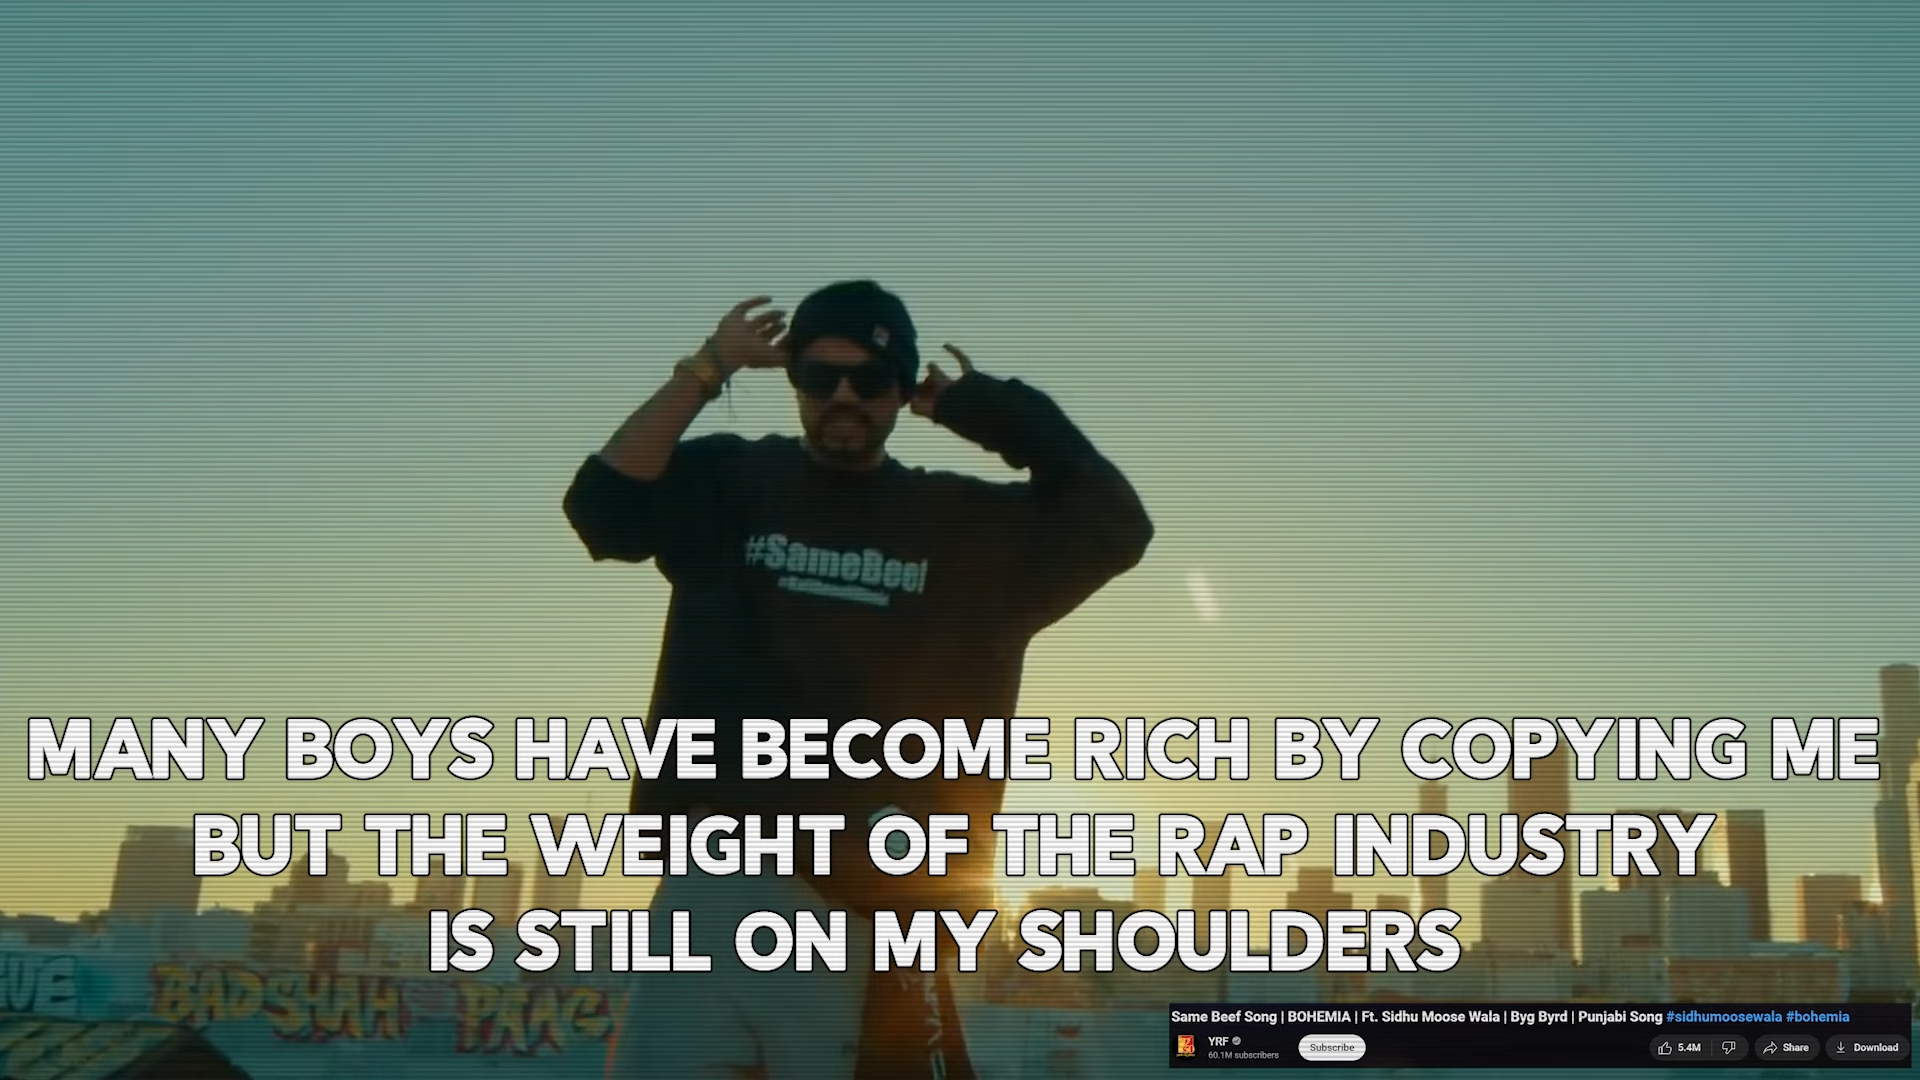 #SameBeef
MANY BOYS HAVE BECOME RICH BY COPYING ME
BUT THE WEIGHT OF THE RAP INDUSTRY
IS STILL ON MY SHOULDERS
BADSHAH PAAG
Same Beef Song | BOHEMIA | Ft. Sidhu Moose Wala | Byg Byrd | Punjabi Song #sidhumoosewala #bohemia
YRF
60.1M subscribers
Subscribe
5.4M
Share
Download